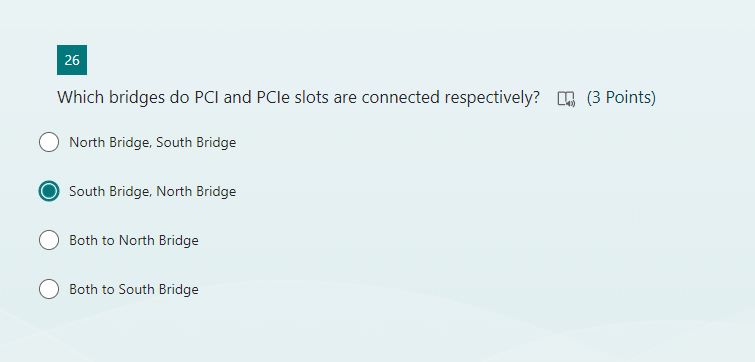 26
Which bridges do PCI and PCIe slots are connected respectively? (3 Points)
North Bridge, South Bridge
South Bridge, North Bridge
Both to North Bridge
Both to South Bridge